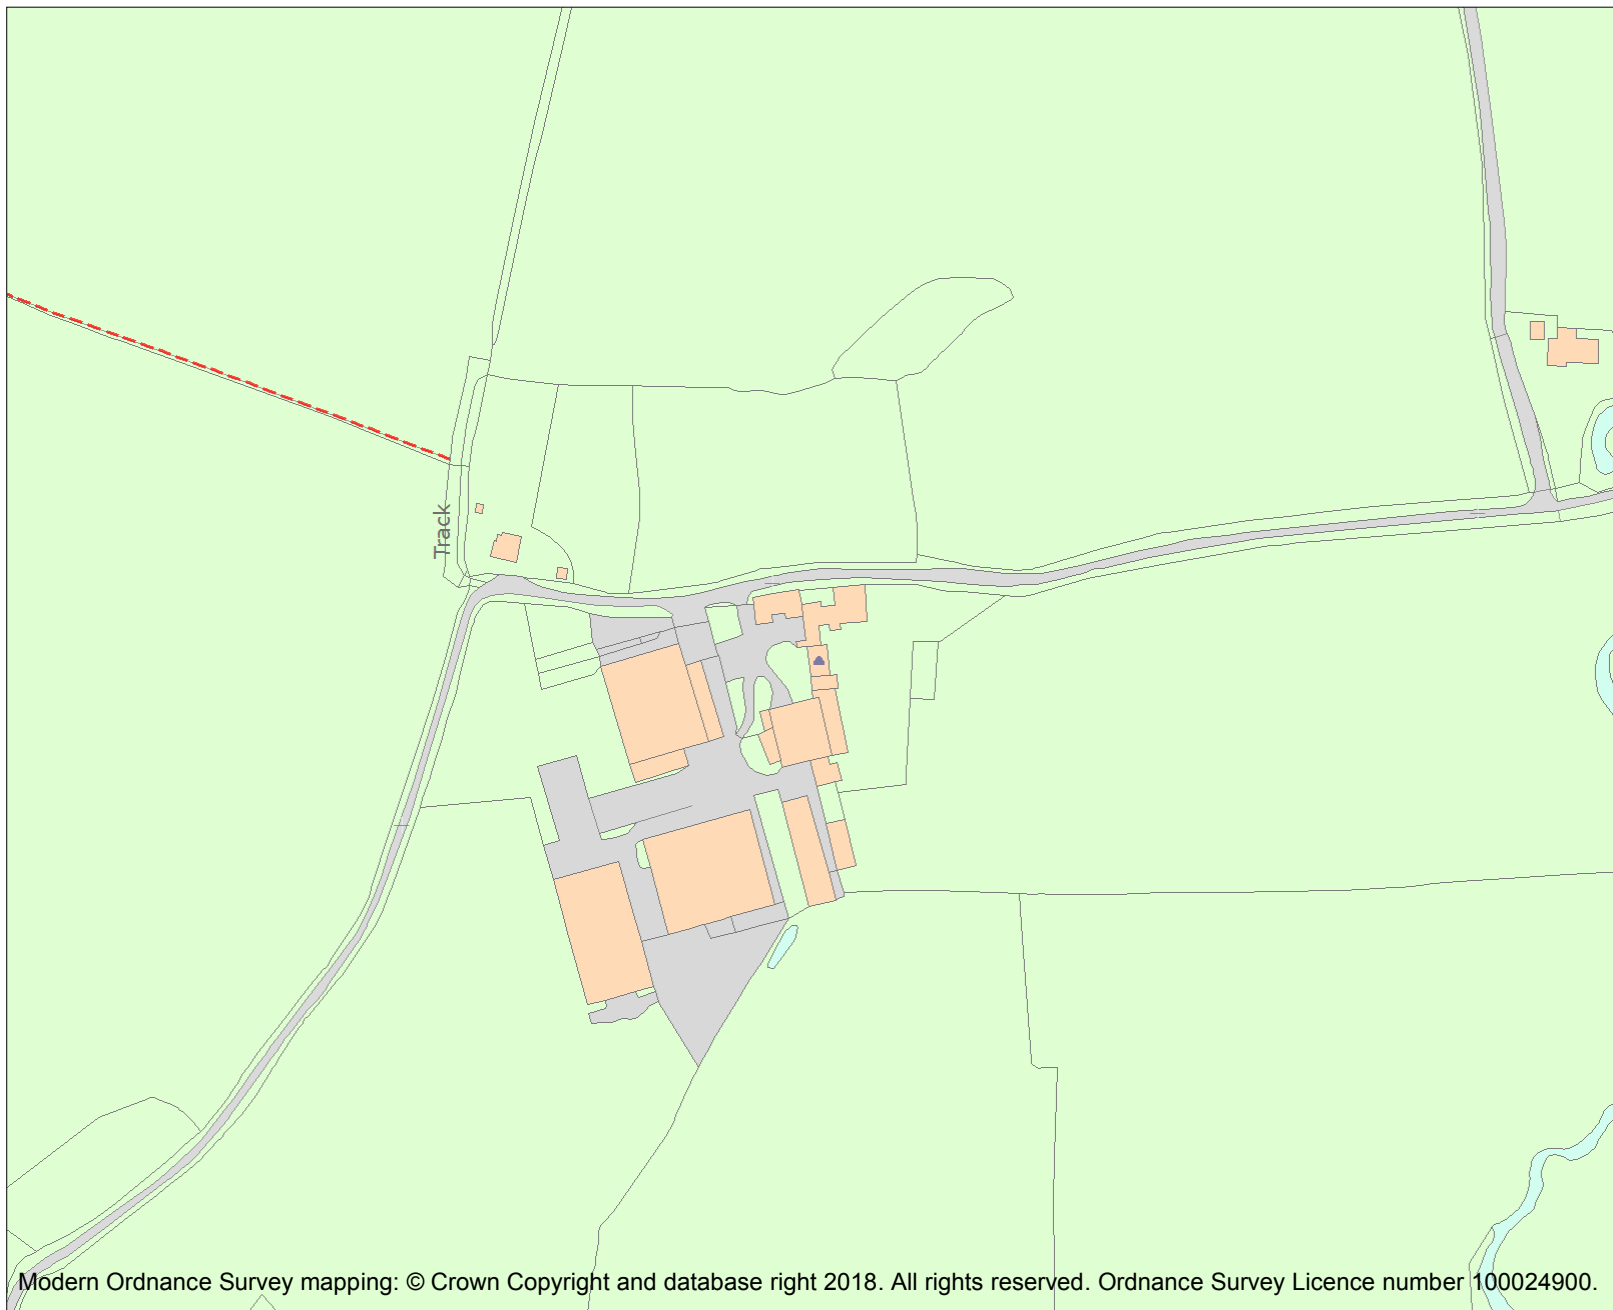 Track
Modern Ordnance Survey mapping: © Crown Copyright and database right 2018. All rights reserved. Ordnance Survey Licence number 100024900.